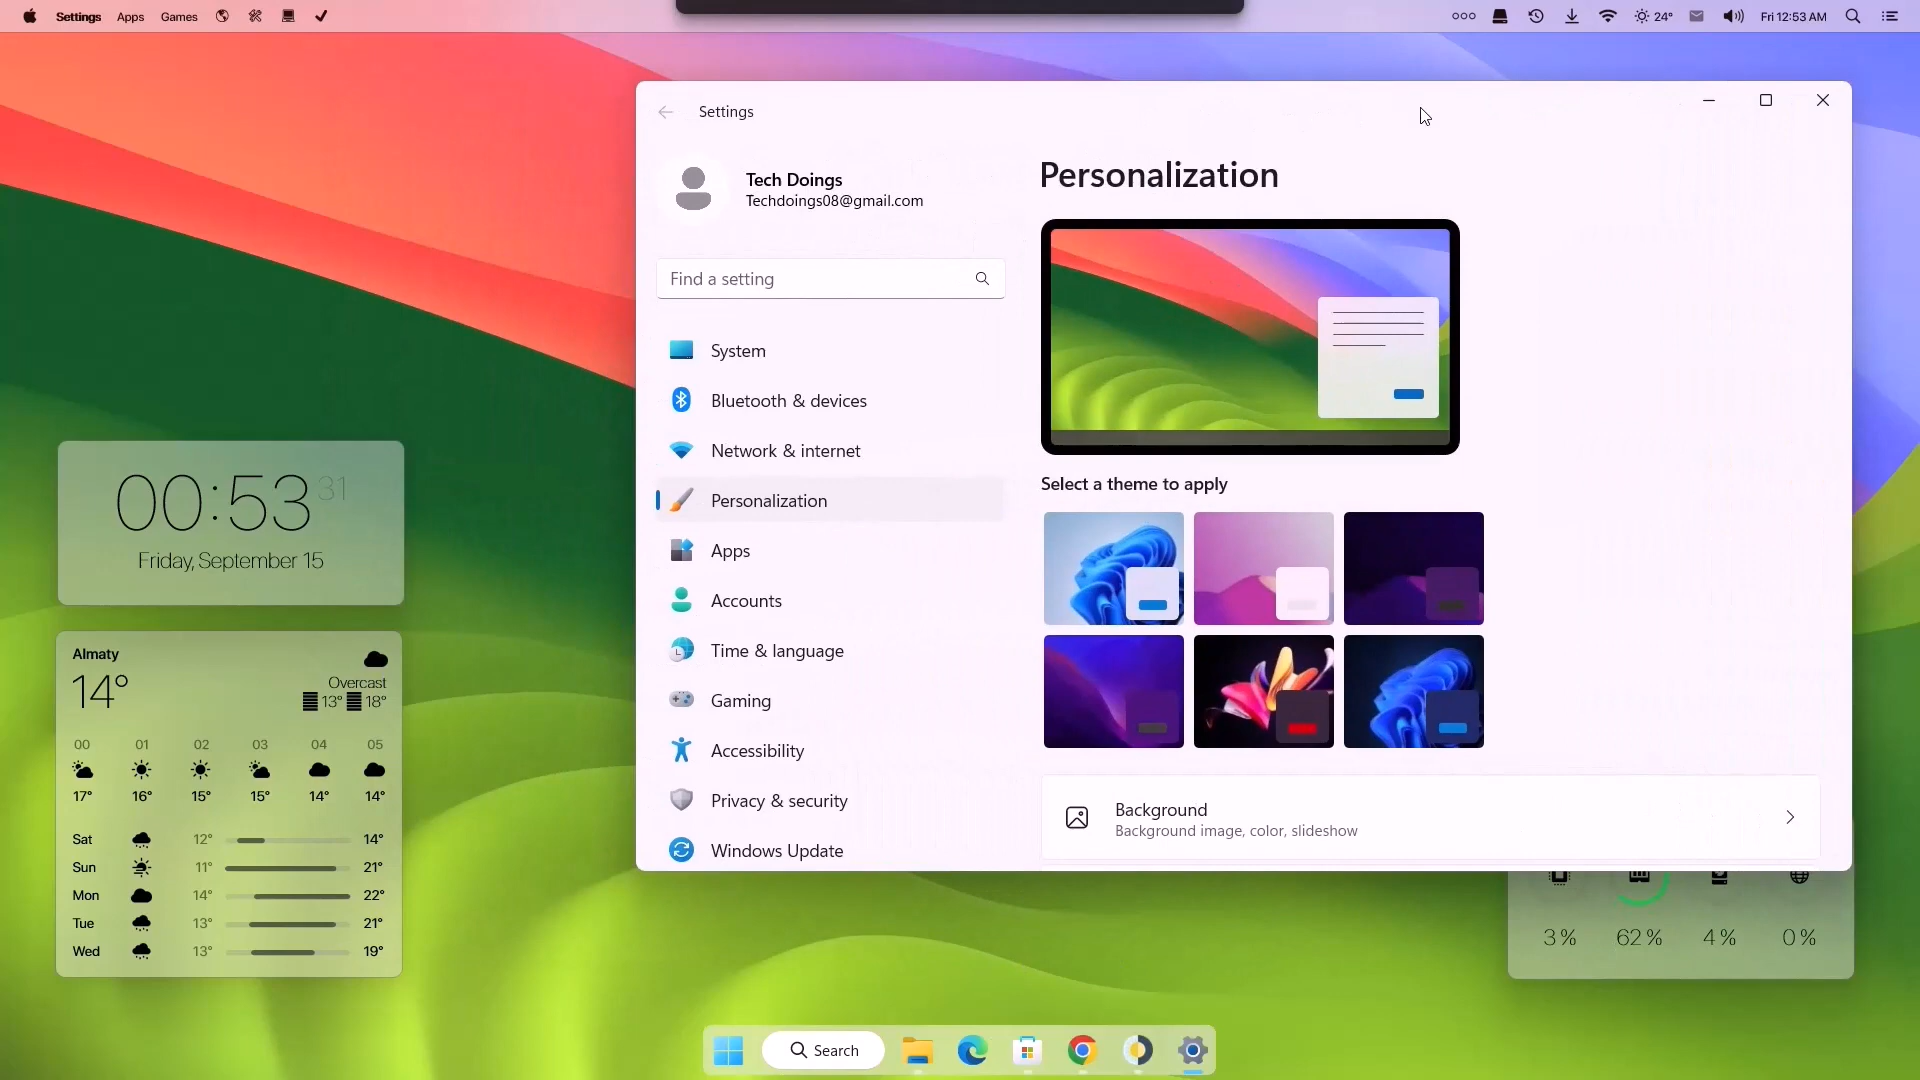 Settings Apps Games
24° Fri 12:53 AM
Settings
Tech Doings
Techdoings08@gmail.com
Find a setting
System
Bluetooth & devices
Network & internet
Personalization
Apps
Accounts
Time & language
Gaming
Accessibility
Privacy & security
Windows Update
Personalization
Select a theme to apply
Background
Background image, color, slideshow
00:53 31
Friday, September 15
Almaty
14°
Overcast
13° 18°
00 01 02 03 04 05
17° 16° 15° 15° 14° 14°
Sat 12° 14°
Sun 11° 21°
Mon 14° 22°
Tue 13° 21°
Wed 13° 19°
3% 62% 4% 0%
Search